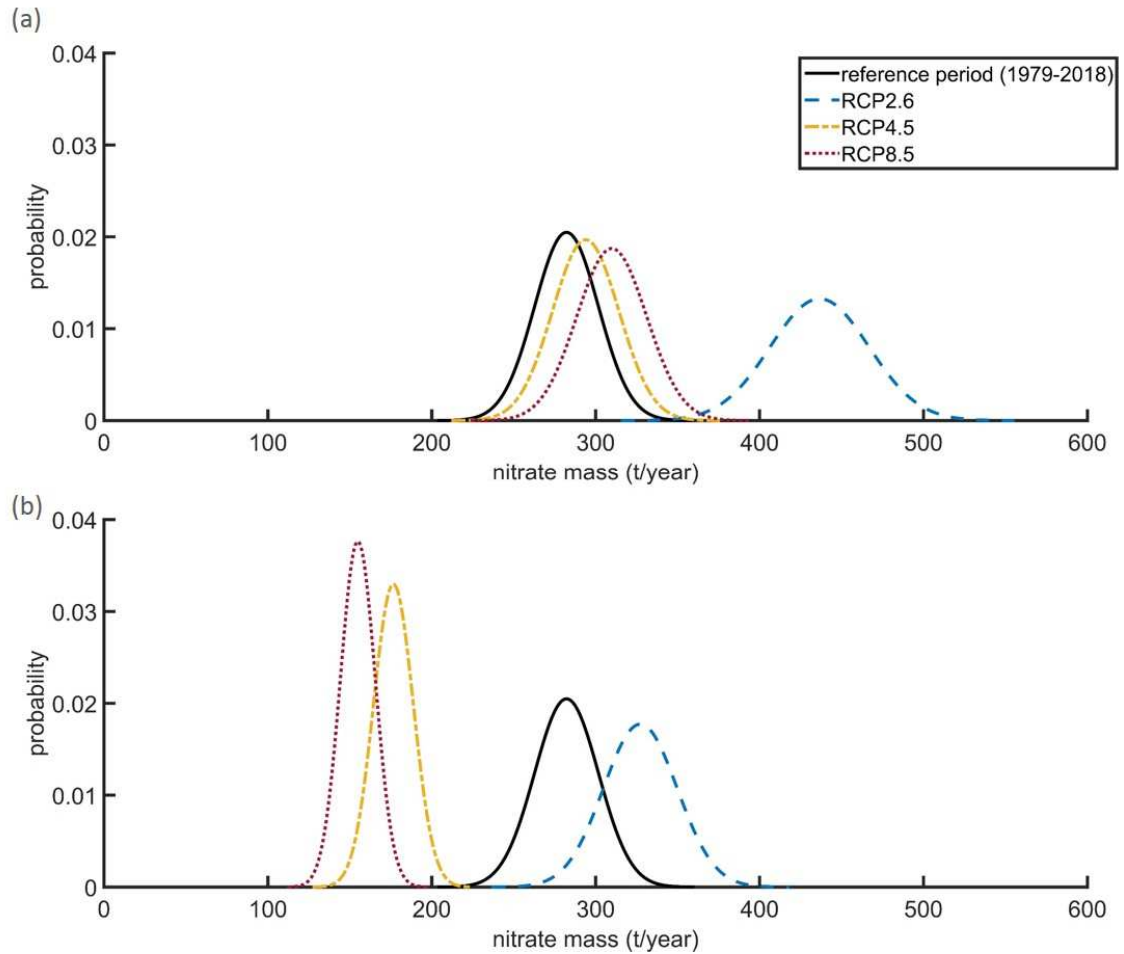 (a)
0.04
0.03
0.02
0.01
0
probability
0 100 200 300 400 500 600
nitrate mass (t/year)
reference period (1979-2018)
RCP2.6
RCP4.5
RCP8.5
(b)
0.04
0.03
0.02
0.01
0
probability
0 100 200 300 400 500 600
nitrate mass (t/year)